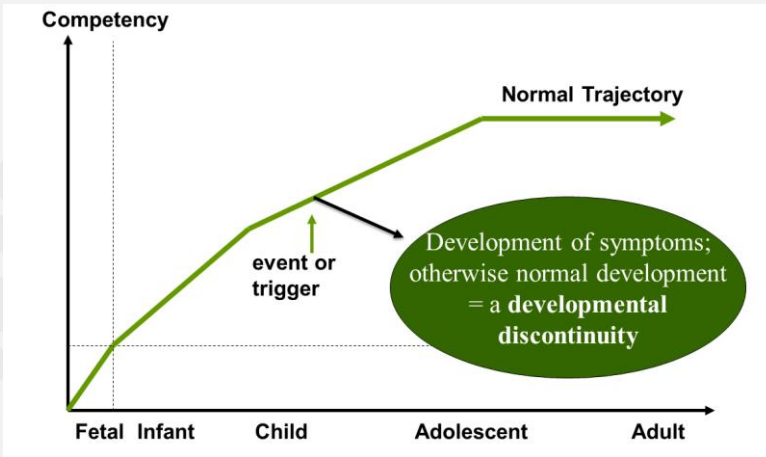 Competency
Normal Trajectory
event or
trigger
Development of symptoms;
otherwise normal development
= a developmental
discontinuity
Fetal Infant Child Adolescent Adult